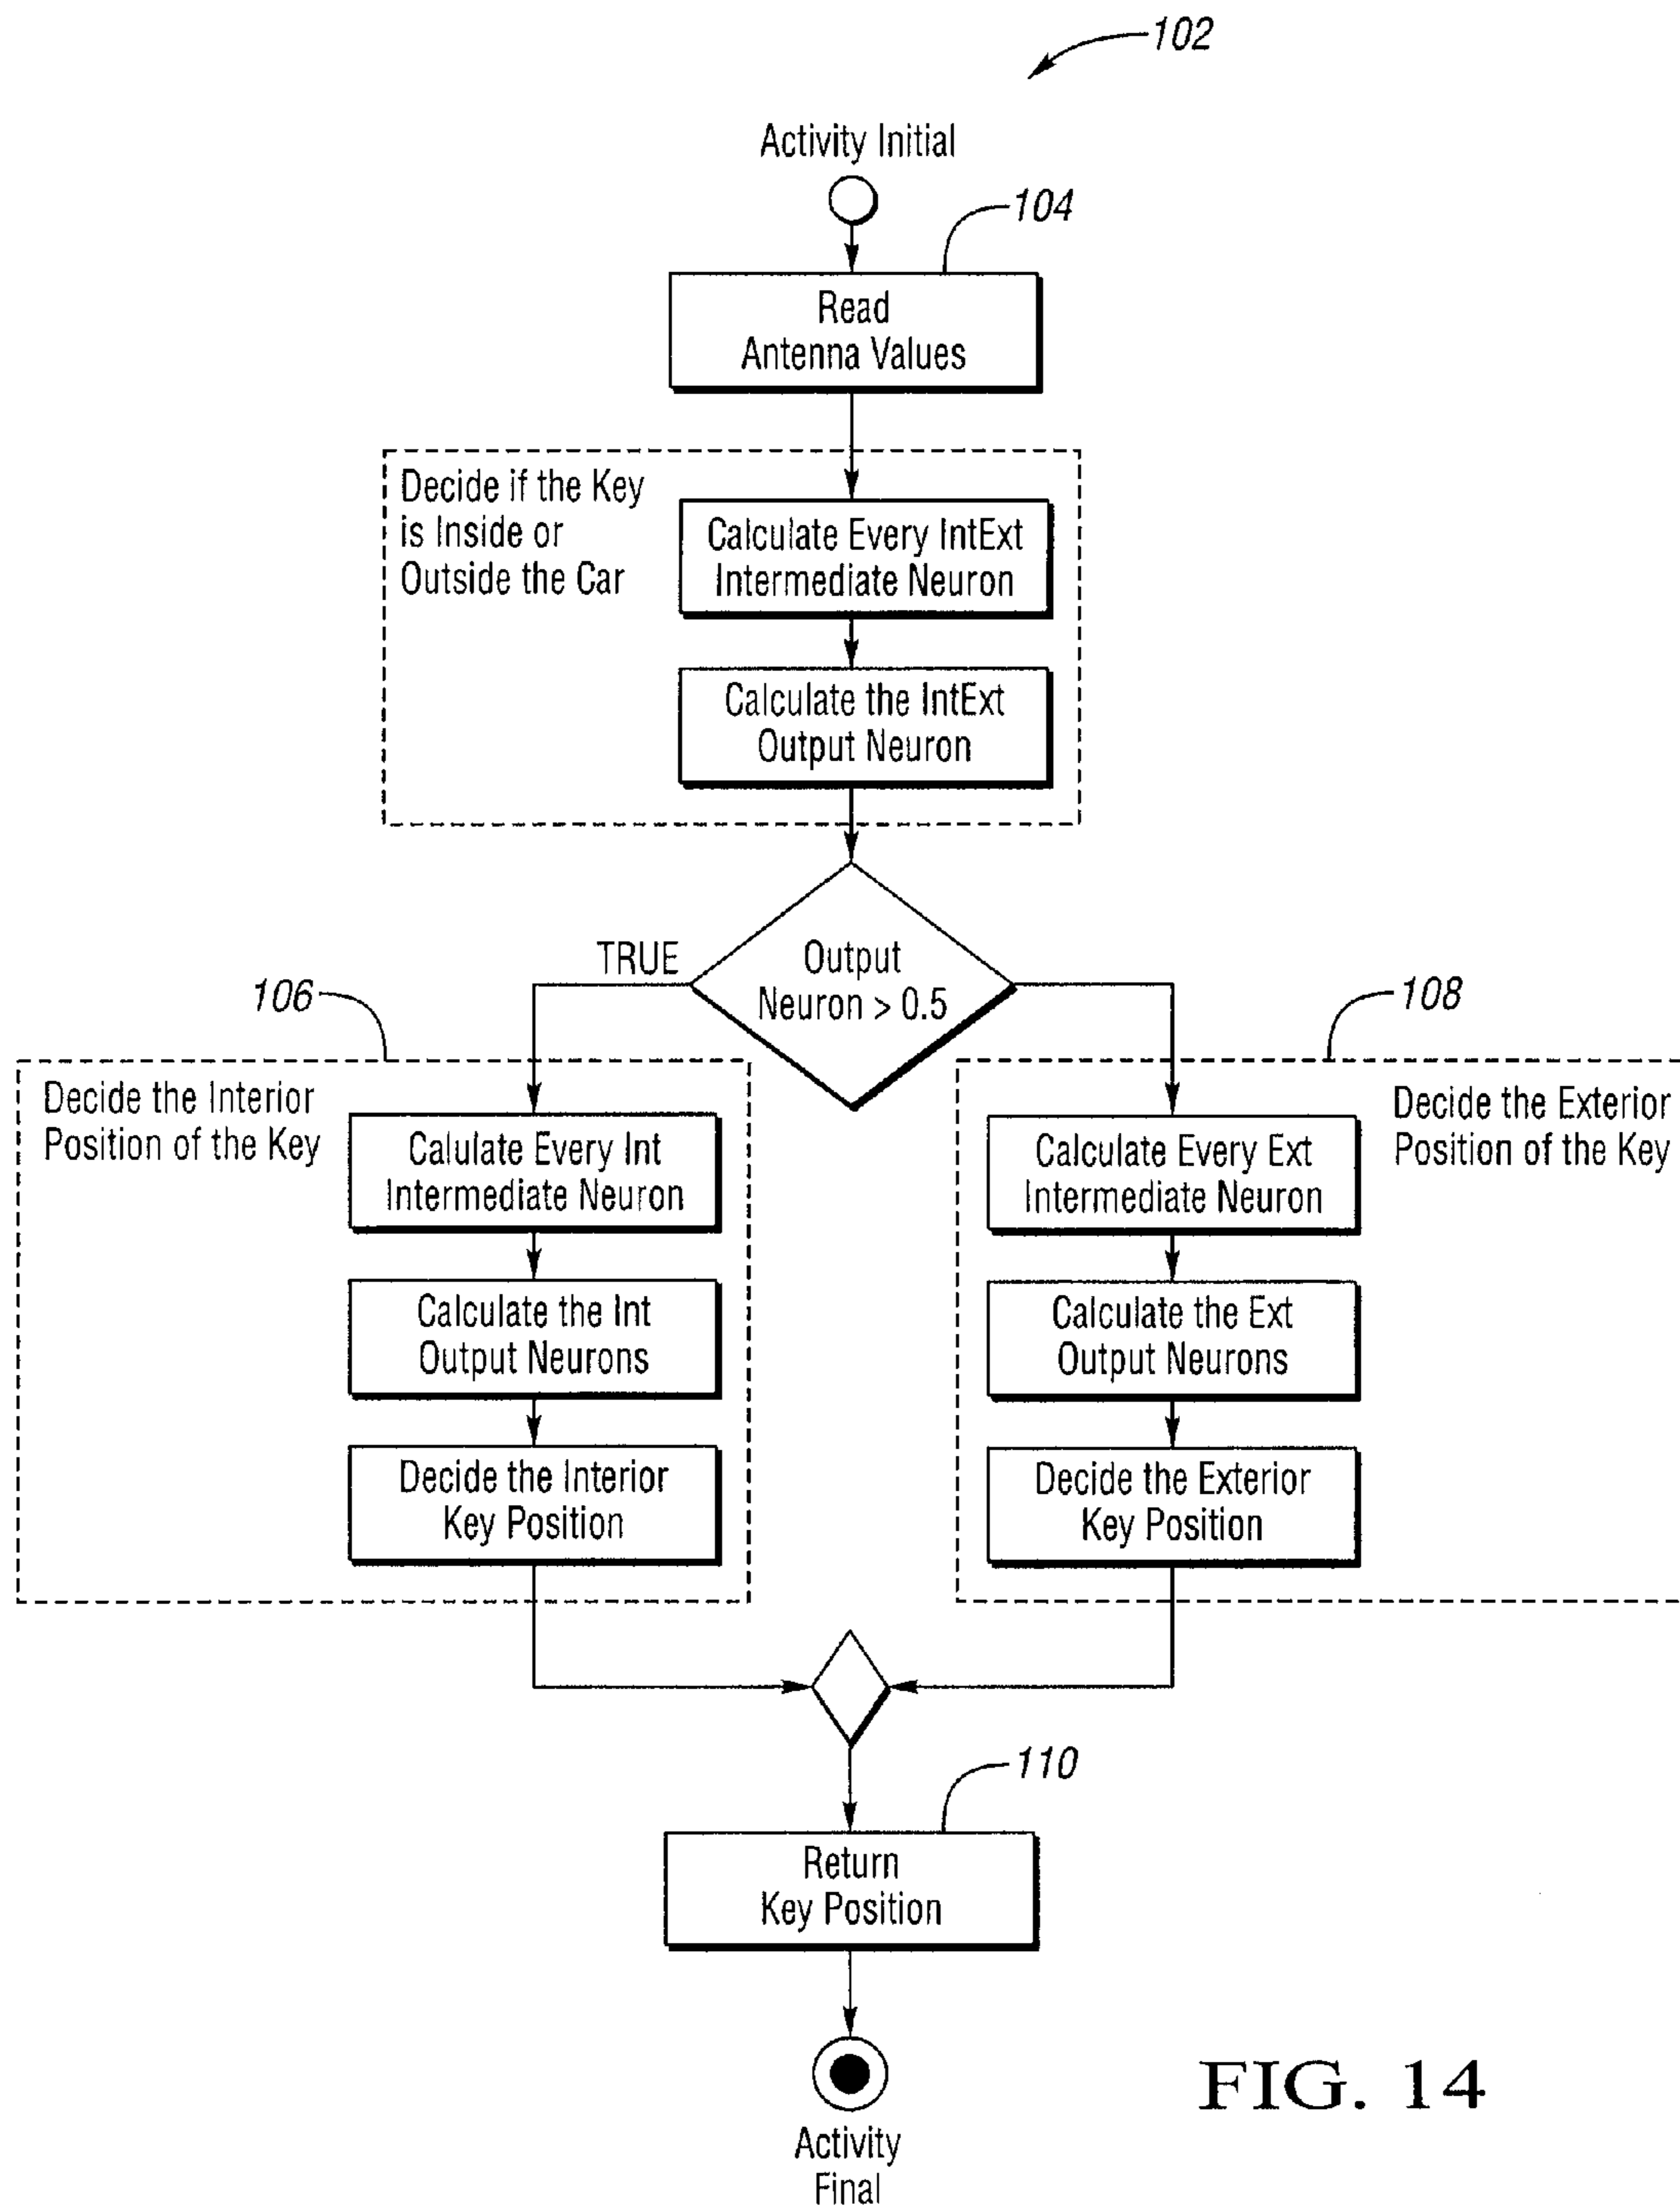 102
Activity Initial
104
Read
Antenna Values
Decide if the Key
is Inside or
Outside the Car
Calculate Every IntExt
Intermediate Neuron
Calculate the IntExt
Output Neuron
TRUE
Output
Neuron > 0.5
106
108
Decide the Interior
Position of the Key
Calulate Every Int
Intermediate Neuron
Calculate the Int
Output Neurons
Decide the Interior
Key Position
Decide the Exterior
Position of the Key
Calculate Every Ext
Intermediate Neuron
Calculate the Ext
Output Neurons
Decide the Exterior
Key Position
110
Return
Key Position
Activity
Final
FIG. 14